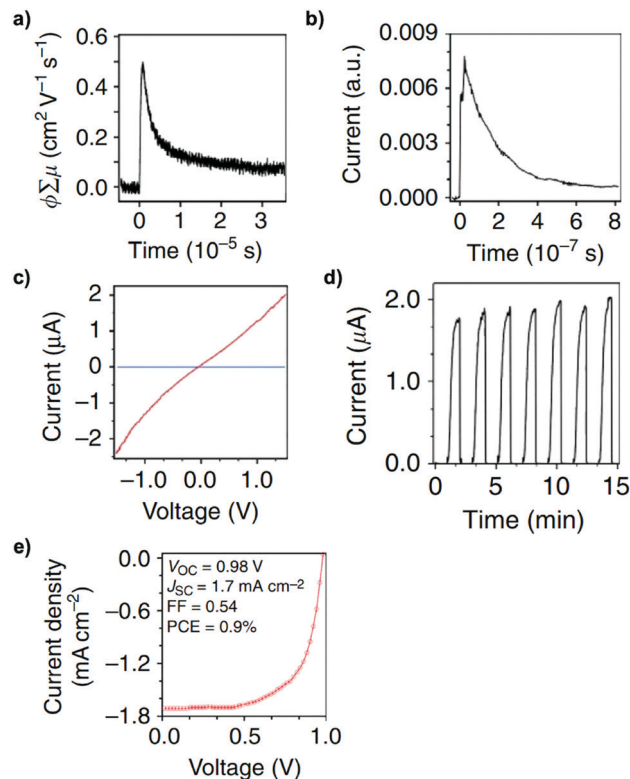 a)
ϕΣμ (cm² V⁻¹ s⁻¹)
0.6
0.4
0.2
0.0
0 1 2 3
Time (10⁻⁵ s)
b)
Current (a.u.)
0.009
0.006
0.003
0.000
0 2 4 6 8
Time (10⁻⁷ s)
c)
Current (μA)
2
1
0
−1
−2
−1.0 0.0 1.0
Voltage (V)
d)
Current (μA)
2.0
1.0
0.0
0 5 10 15
Time (min)
e)
Current density
(mA cm⁻²)
0.0
−0.6
−1.2
−1.8
V_OC = 0.98 V
J_SC = 1.7 mA cm⁻²
FF = 0.54
PCE = 0.9%
0.0 0.5 1.0
Voltage (V)